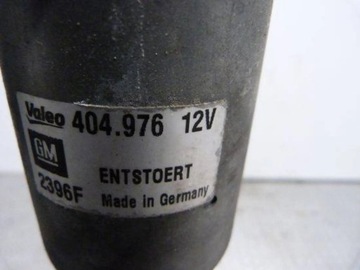 Valeo 404.976 12V
GM
ENTSTOERT
2396F Made in Germany